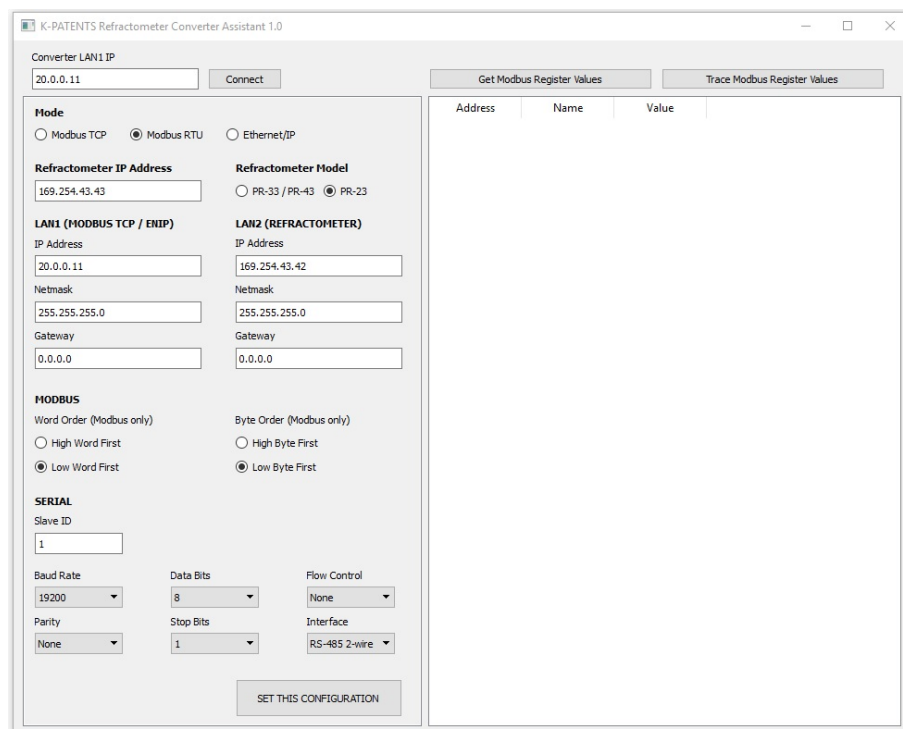 K-PATENTS Refractometer Converter Assistant 1.0
Converter LAN1 IP
20.0.0.11
Connect
Get Modbus Register Values
Trace Modbus Register Values
Mode
Modbus TCP
Modbus RTU
Ethernet/IP
Refractometer IP Address
Refractometer Model
169.254.43.43
PR-33 / PR-43
PR-23
LAN1 (MODBUS TCP / ENIP)
LAN2 (REFRACTOMETER)
IP Address
IP Address
20.0.0.11
169.254.43.42
Netmask
Netmask
255.255.255.0
255.255.255.0
Gateway
Gateway
0.0.0.0
0.0.0.0
MODBUS
Word Order (Modbus only)
Byte Order (Modbus only)
High Word First
High Byte First
Low Word First
Low Byte First
SERIAL
Slave ID
1
Baud Rate
Data Bits
Flow Control
19200
8
None
Parity
Stop Bits
Interface
None
1
RS-485 2-wire
SET THIS CONFIGURATION
Address
Name
Value